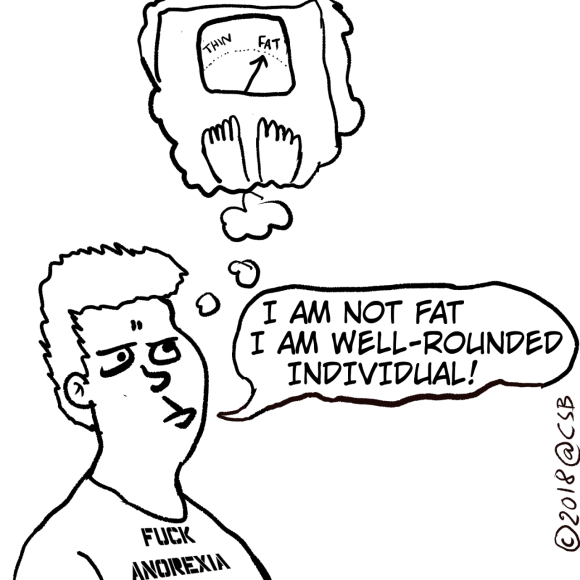 THIN FAT
I AM NOT FAT
I AM WELL-ROUNDED
INDIVIDUAL!
©2018@CSB
FUCK
ANOREXIA